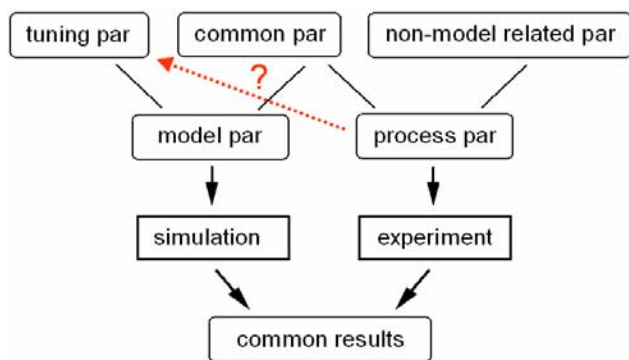 tuning par
common par
non-model related par
?
model par
process par
simulation
experiment
common results